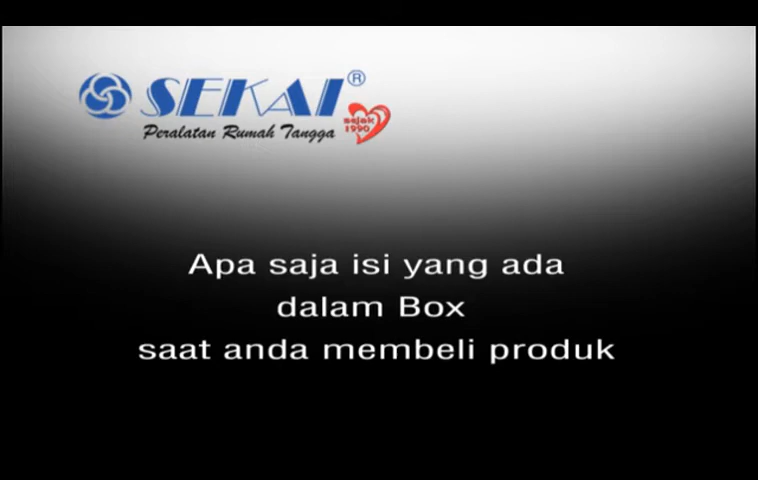 SEKAI®
Peralatan Rumah Tangga
sejak
1990
Apa saja isi yang ada
dalam Box
saat anda membeli produk